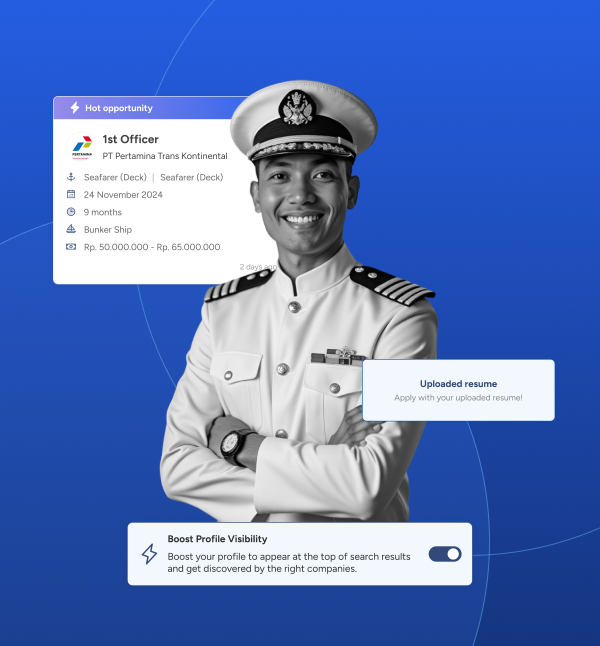 Hot opportunity
1st Officer
PERTAMINA
PT Pertamina Trans Kontinental
Seafarer (Deck) | Seafarer (Deck)
24 November 2024
9 months
Bunker Ship
Rp. 50.000.000 - Rp. 65.000.000
2 days ago
Uploaded resume
Apply with your uploaded resume!
Boost Profile Visibility
Boost your profile to appear at the top of search results
and get discovered by the right companies.